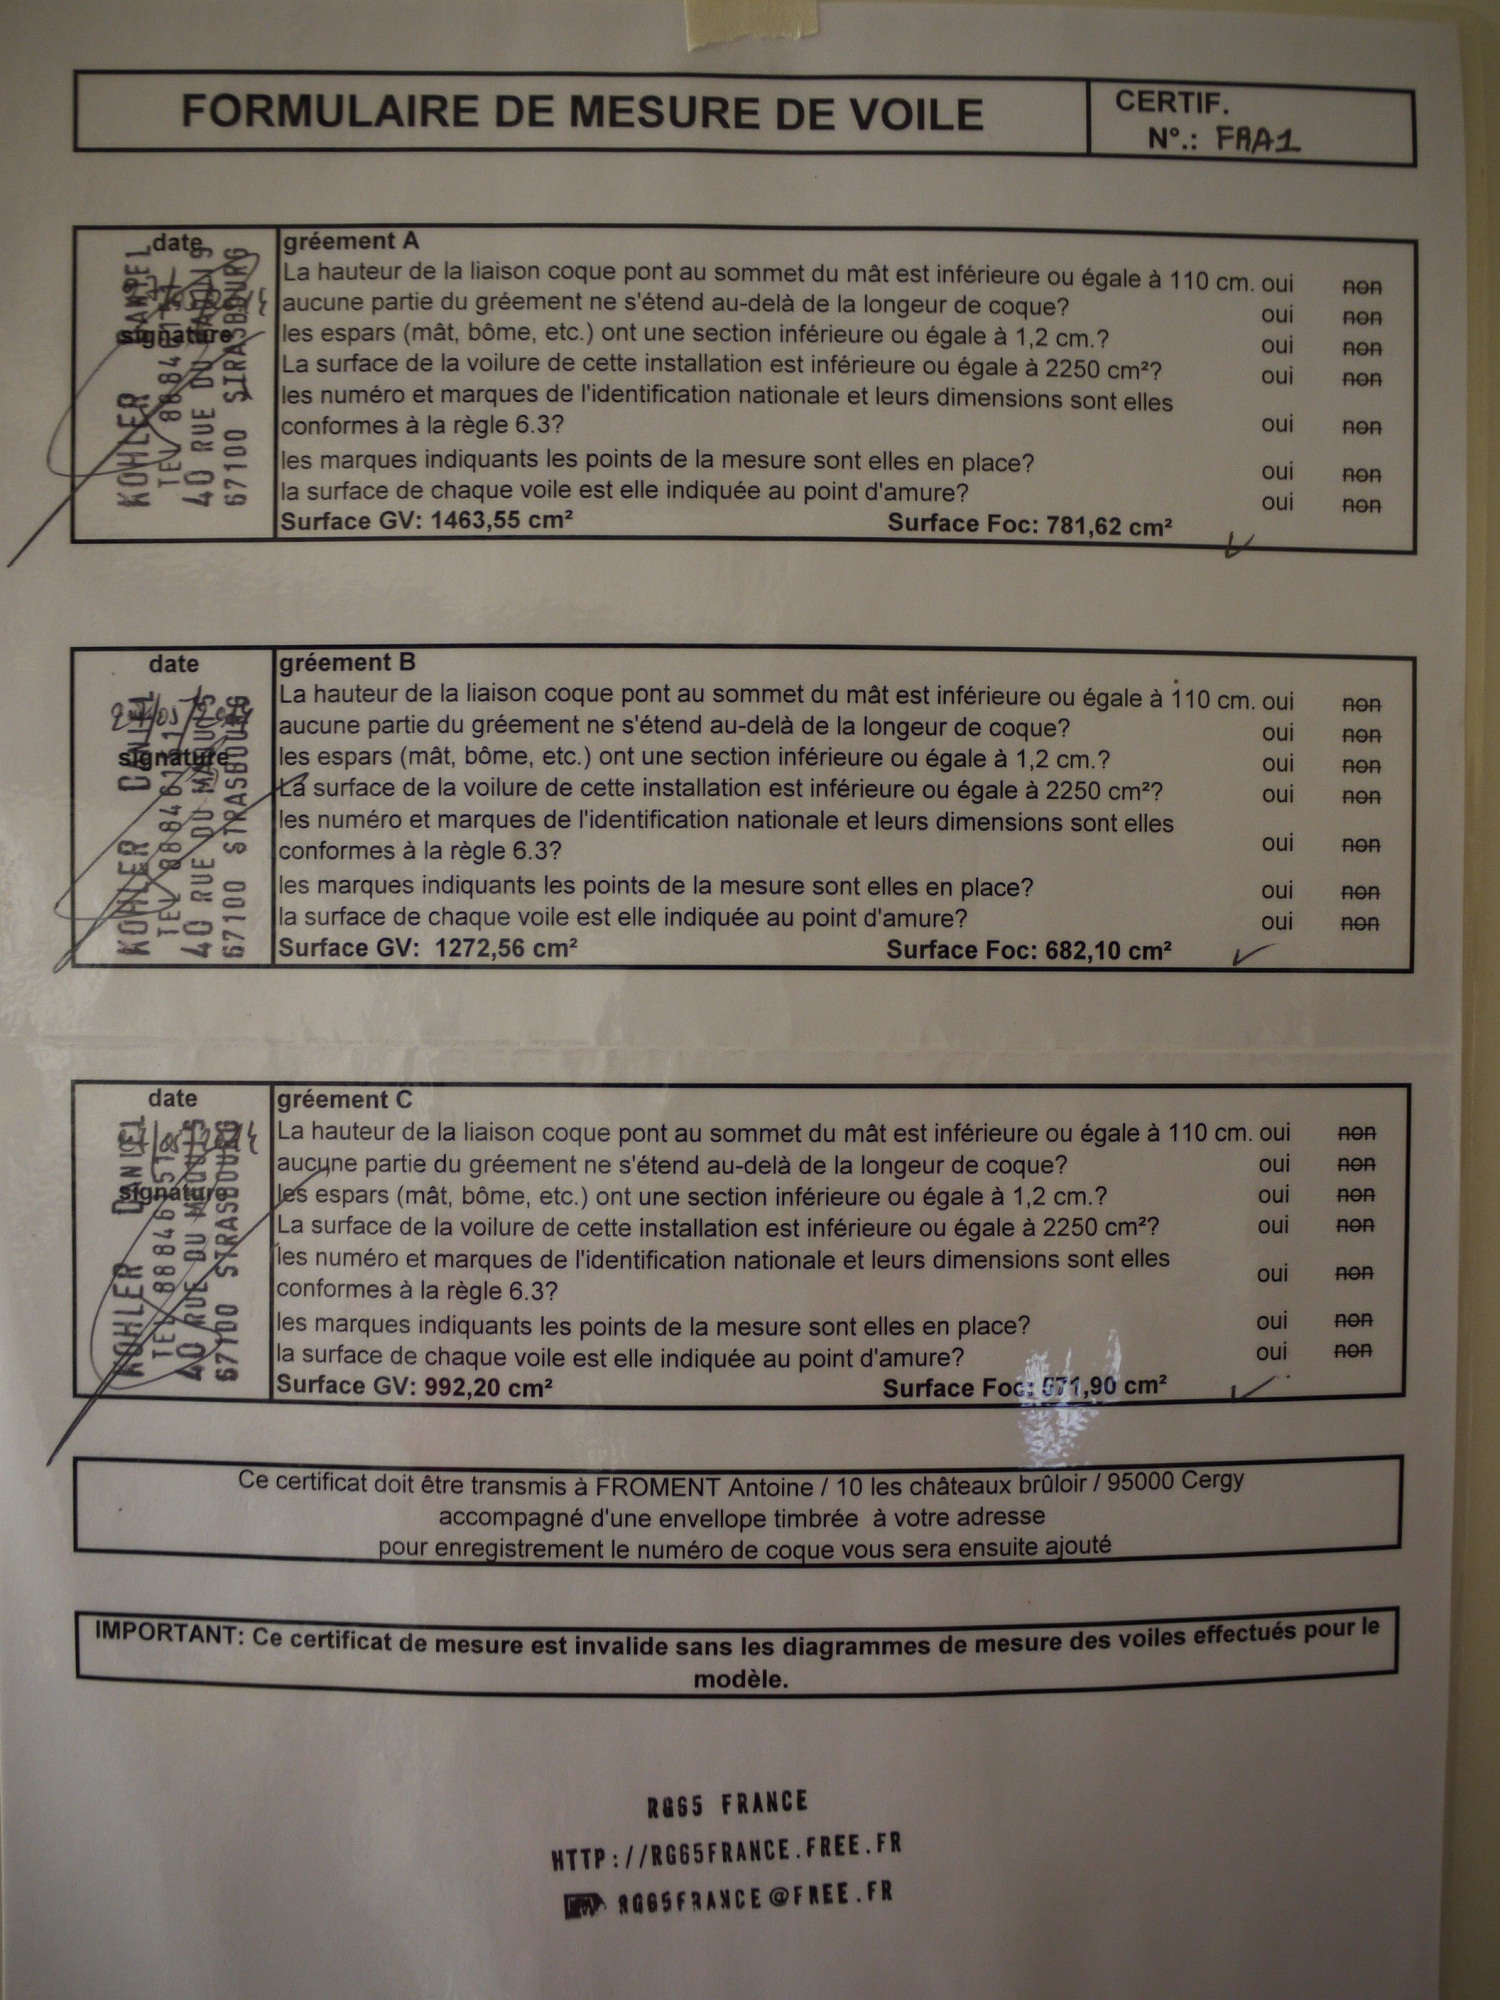 FORMULAIRE DE MESURE DE VOILE
CERTIF.
N°.: FRA1
date
signature
KOHLER DANIEL
40 RUE DU
67100 STRASBOURG
gréement A
La hauteur de la liaison coque pont au sommet du mât est inférieure ou égale à 110 cm. oui non
aucune partie du gréement ne s'étend au-delà de la longeur de coque? oui non
les espars (mât, bôme, etc.) ont une section inférieure ou égale à 1,2 cm.? oui non
La surface de la voilure de cette installation est inférieure ou égale à 2250 cm²? oui non
les numéro et marques de l'identification nationale et leurs dimensions sont elles
conformes à la règle 6.3? oui non
les marques indiquants les points de la mesure sont elles en place? oui non
la surface de chaque voile est elle indiquée au point d'amure? oui non
Surface GV: 1463,55 cm² Surface Foc: 781,62 cm²
date
signature
KOHLER DANIEL
40 RUE DU
67100 STRASBOURG
gréement B
La hauteur de la liaison coque pont au sommet du mât est inférieure ou égale à 110 cm. oui non
aucune partie du gréement ne s'étend au-delà de la longeur de coque? oui non
les espars (mât, bôme, etc.) ont une section inférieure ou égale à 1,2 cm.? oui non
La surface de la voilure de cette installation est inférieure ou égale à 2250 cm²? oui non
les numéro et marques de l'identification nationale et leurs dimensions sont elles
conformes à la règle 6.3? oui non
les marques indiquants les points de la mesure sont elles en place? oui non
la surface de chaque voile est elle indiquée au point d'amure? oui non
Surface GV: 1272,56 cm² Surface Foc: 682,10 cm²
date
signature
KOHLER DANIEL
40 RUE DU
67100 STRASBOURG
gréement C
La hauteur de la liaison coque pont au sommet du mât est inférieure ou égale à 110 cm. oui non
aucune partie du gréement ne s'étend au-delà de la longeur de coque? oui non
les espars (mât, bôme, etc.) ont une section inférieure ou égale à 1,2 cm.? oui non
La surface de la voilure de cette installation est inférieure ou égale à 2250 cm²? oui non
les numéro et marques de l'identification nationale et leurs dimensions sont elles
conformes à la règle 6.3? oui non
les marques indiquants les points de la mesure sont elles en place? oui non
la surface de chaque voile est elle indiquée au point d'amure? oui non
Surface GV: 992,20 cm² Surface Foc: 571,90 cm²
Ce certificat doit être transmis à FROMENT Antoine / 10 les châteaux brûloir / 95000 Cergy
accompagné d'une envellope timbrée à votre adresse
pour enregistrement le numéro de coque vous sera ensuite ajouté
IMPORTANT: Ce certificat de mesure est invalide sans les diagrammes de mesure des voiles effectués pour le
modèle.
RG65 FRANCE
HTTP://RG65FRANCE.FREE.FR
RG65FRANCE@FREE.FR